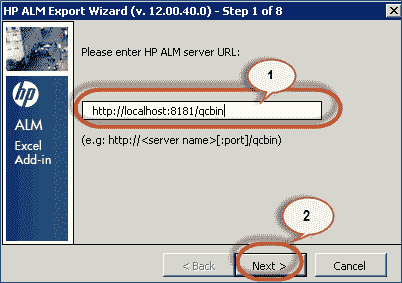 HP ALM Export Wizard (v. 12.00.40.0) - Step 1 of 8
Please enter HP ALM server URL:
1
http://localhost:8181/qcbin
(e.g: http://<server name>[:port]/qcbin)
hp
ALM
Excel
Add-in
2
< Back
Next >
Cancel